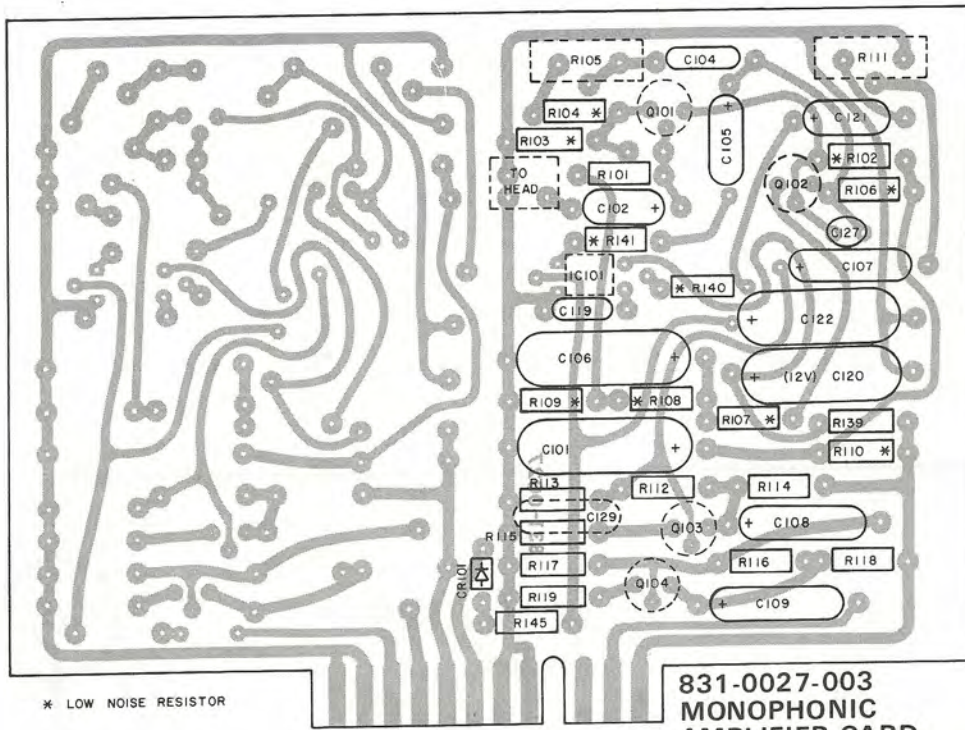 R105
C104
R111
R104 *
Q101
C105
+
+ C121
R103 *
* R102
TO
HEAD
R101
Q102
R106 *
C102 +
C127
* R141
+ C107
IC101
* R140
C119
+ C122
C106 +
+ (12V) C120
R109 *
* R108
R107 *
R139
C101 +
R110 *
R113
R112
R114
C129
+ C108
R115
Q103
R117
R116
R118
CR101
Q104
R119
+ C109
R145
* LOW NOISE RESISTOR
831-0027-003
MONOPHONIC
AMPLIFIER CARD